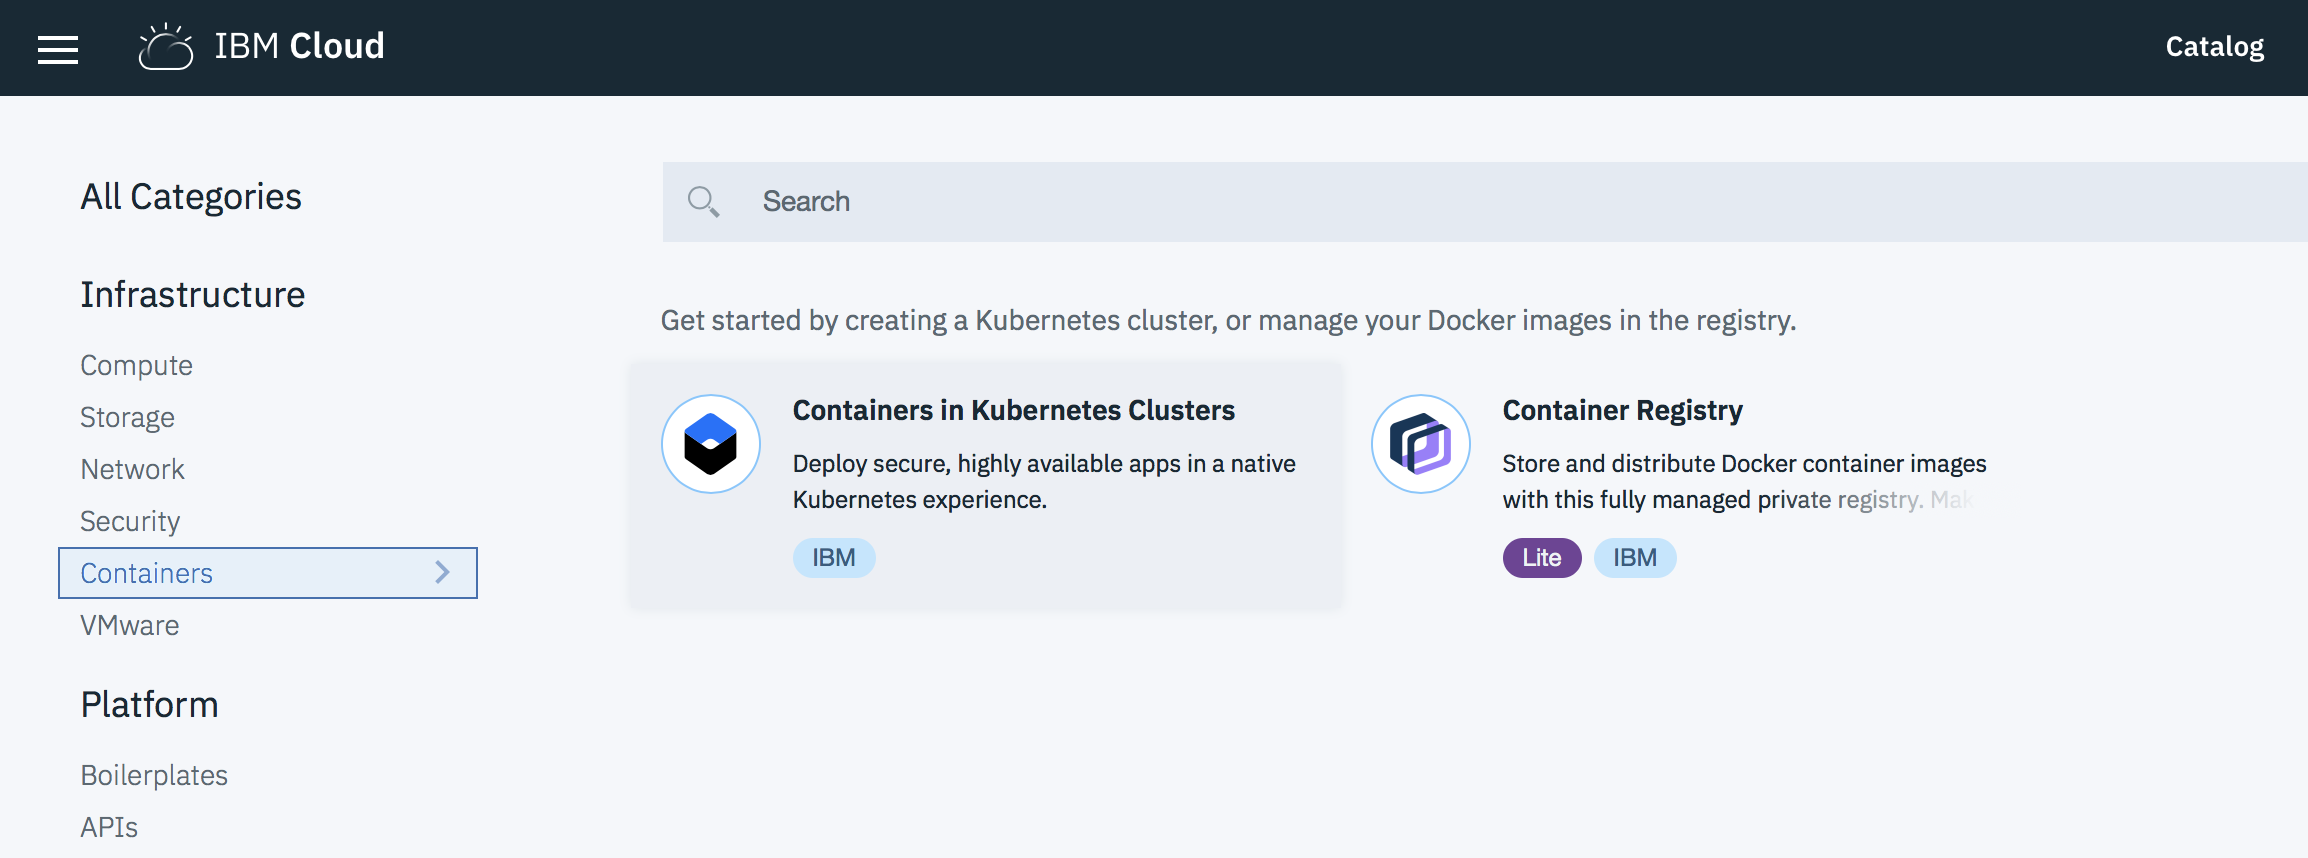 IBM Cloud
Catalog
All Categories
Search
Infrastructure
Compute
Storage
Network
Security
Containers
VMware
Platform
Boilerplates
APIs
Get started by creating a Kubernetes cluster, or manage your Docker images in the registry.
Containers in Kubernetes Clusters
Deploy secure, highly available apps in a native
Kubernetes experience.
IBM
Container Registry
Store and distribute Docker container images
with this fully managed private registry. Mak
Lite
IBM